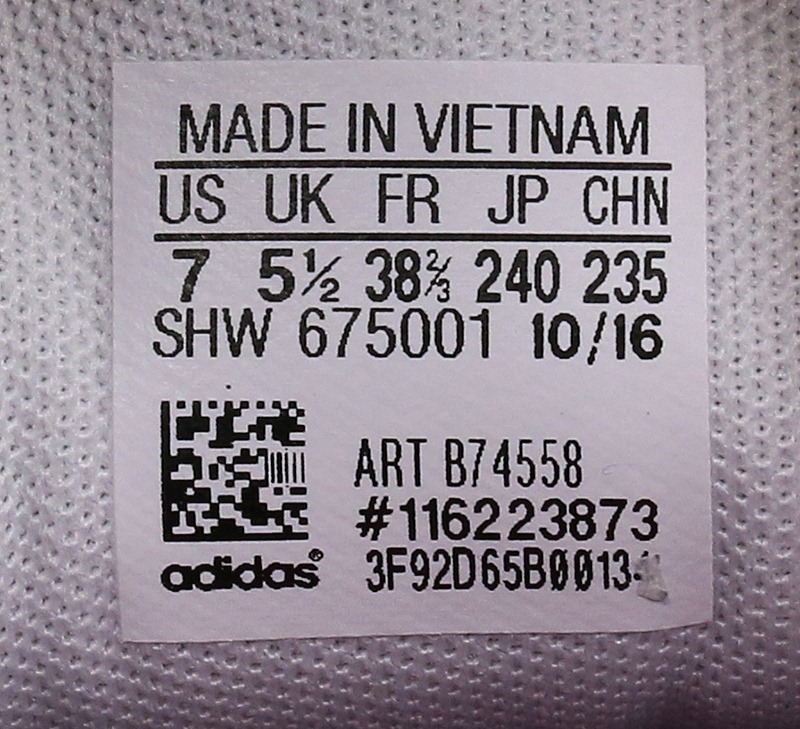 MADE IN VIETNAM
US UK FR JP CHN
7 5½ 38⅔ 240 235
SHW 675001 10/16
ART B74558
#116223873
adidas®